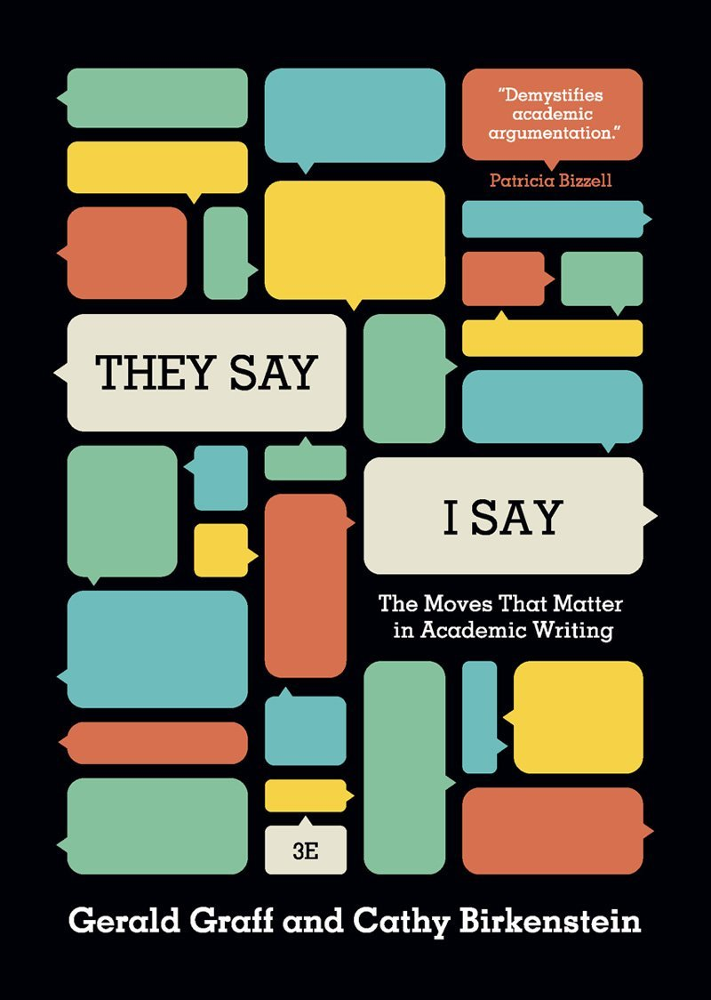 “Demystifies
academic
argumentation.”
Patricia Bizzell
THEY SAY
I SAY
The Moves That Matter
in Academic Writing
3E
Gerald Graff and Cathy Birkenstein